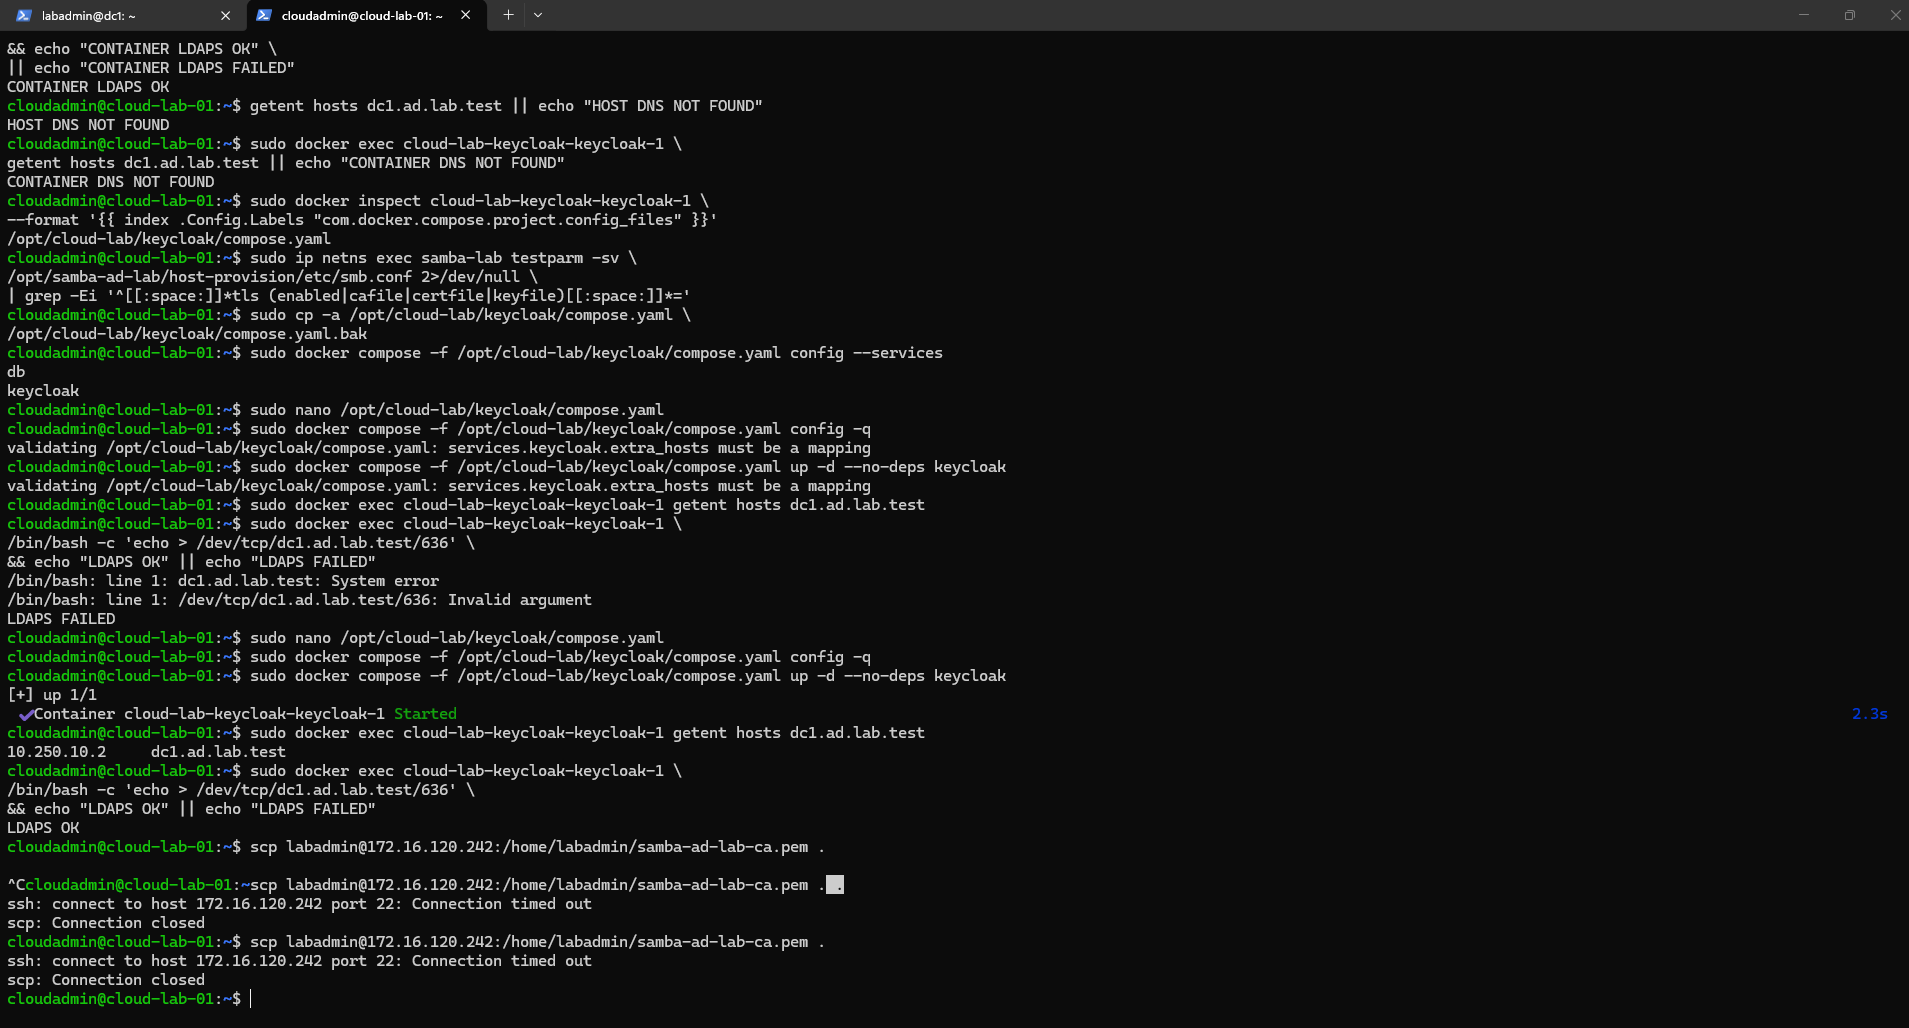 labadmin@dc1: ~
cloudadmin@cloud-lab-01: ~
&& echo "CONTAINER LDAPS OK" \
|| echo "CONTAINER LDAPS FAILED"
CONTAINER LDAPS OK
cloudadmin@cloud-lab-01:~$ getent hosts dc1.ad.lab.test || echo "HOST DNS NOT FOUND"
HOST DNS NOT FOUND
cloudadmin@cloud-lab-01:~$ sudo docker exec cloud-lab-keycloak-keycloak-1 \
getent hosts dc1.ad.lab.test || echo "CONTAINER DNS NOT FOUND"
CONTAINER DNS NOT FOUND
cloudadmin@cloud-lab-01:~$ sudo docker inspect cloud-lab-keycloak-keycloak-1 \
--format '{{ index .Config.Labels "com.docker.compose.project.config_files" }}'
/opt/cloud-lab/keycloak/compose.yaml
cloudadmin@cloud-lab-01:~$ sudo ip netns exec samba-lab testparm -sv \
/opt/samba-ad-lab/host-provision/etc/smb.conf 2>/dev/null \
| grep -Ei '^[[:space:]]*tls (enabled|cafile|certfile|keyfile)[[:space:]]*='
cloudadmin@cloud-lab-01:~$ sudo cp -a /opt/cloud-lab/keycloak/compose.yaml \
/opt/cloud-lab/keycloak/compose.yaml.bak
cloudadmin@cloud-lab-01:~$ sudo docker compose -f /opt/cloud-lab/keycloak/compose.yaml config --services
db
keycloak
cloudadmin@cloud-lab-01:~$ sudo nano /opt/cloud-lab/keycloak/compose.yaml
cloudadmin@cloud-lab-01:~$ sudo docker compose -f /opt/cloud-lab/keycloak/compose.yaml config -q
validating /opt/cloud-lab/keycloak/compose.yaml: services.keycloak.extra_hosts must be a mapping
cloudadmin@cloud-lab-01:~$ sudo docker compose -f /opt/cloud-lab/keycloak/compose.yaml up -d --no-deps keycloak
validating /opt/cloud-lab/keycloak/compose.yaml: services.keycloak.extra_hosts must be a mapping
cloudadmin@cloud-lab-01:~$ sudo docker exec cloud-lab-keycloak-keycloak-1 getent hosts dc1.ad.lab.test
cloudadmin@cloud-lab-01:~$ sudo docker exec cloud-lab-keycloak-keycloak-1 \
/bin/bash -c 'echo > /dev/tcp/dc1.ad.lab.test/636' \
&& echo "LDAPS OK" || echo "LDAPS FAILED"
/bin/bash: line 1: dc1.ad.lab.test: System error
/bin/bash: line 1: /dev/tcp/dc1.ad.lab.test/636: Invalid argument
LDAPS FAILED
cloudadmin@cloud-lab-01:~$ sudo nano /opt/cloud-lab/keycloak/compose.yaml
cloudadmin@cloud-lab-01:~$ sudo docker compose -f /opt/cloud-lab/keycloak/compose.yaml config -q
cloudadmin@cloud-lab-01:~$ sudo docker compose -f /opt/cloud-lab/keycloak/compose.yaml up -d --no-deps keycloak
[+] up 1/1
✔Container cloud-lab-keycloak-keycloak-1 Started 2.3s
cloudadmin@cloud-lab-01:~$ sudo docker exec cloud-lab-keycloak-keycloak-1 getent hosts dc1.ad.lab.test
10.250.10.2     dc1.ad.lab.test
cloudadmin@cloud-lab-01:~$ sudo docker exec cloud-lab-keycloak-keycloak-1 \
/bin/bash -c 'echo > /dev/tcp/dc1.ad.lab.test/636' \
&& echo "LDAPS OK" || echo "LDAPS FAILED"
LDAPS OK
cloudadmin@cloud-lab-01:~$ scp labadmin@172.16.120.242:/home/labadmin/samba-ad-lab-ca.pem .
^Ccloudadmin@cloud-lab-01:~scp labadmin@172.16.120.242:/home/labadmin/samba-ad-lab-ca.pem . .
ssh: connect to host 172.16.120.242 port 22: Connection timed out
scp: Connection closed
cloudadmin@cloud-lab-01:~$ scp labadmin@172.16.120.242:/home/labadmin/samba-ad-lab-ca.pem .
ssh: connect to host 172.16.120.242 port 22: Connection timed out
scp: Connection closed
cloudadmin@cloud-lab-01:~$